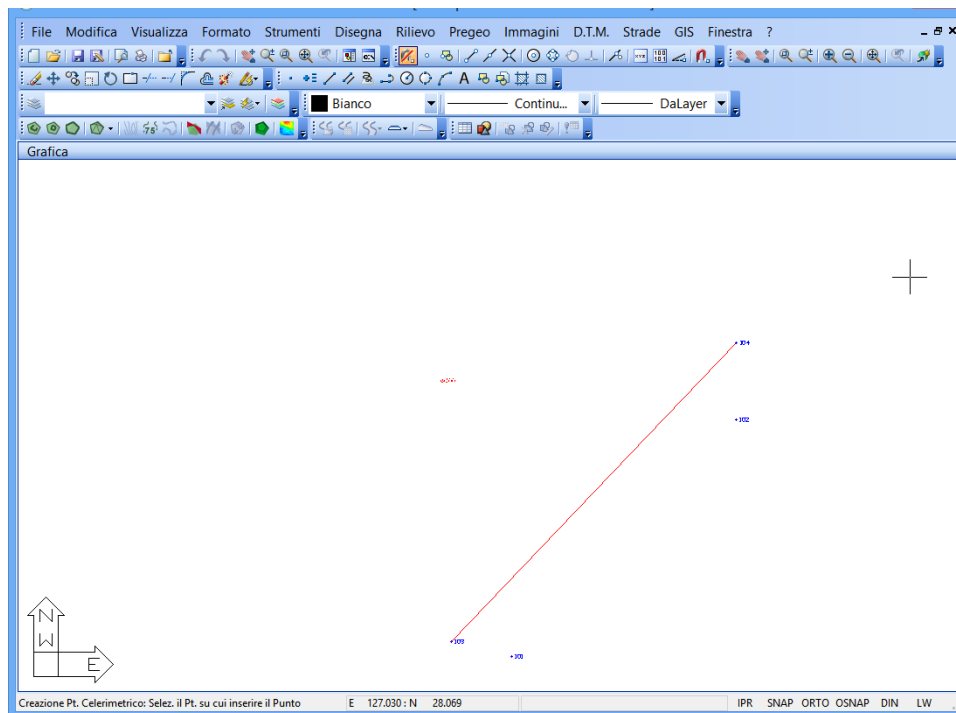 File Modifica Visualizza Formato Strumenti Disegna Rilievo Pregeo Immagini D.T.M. Strade GIS Finestra ?
Bianco Continu... DaLayer
Grafica
104
102
103
101
N
W
E
Creazione Pt. Celerimetrico: Selez. il Pt. su cui inserire il Punto E 127.030 : N 28.069 IPR SNAP ORTO OSNAP DIN LW